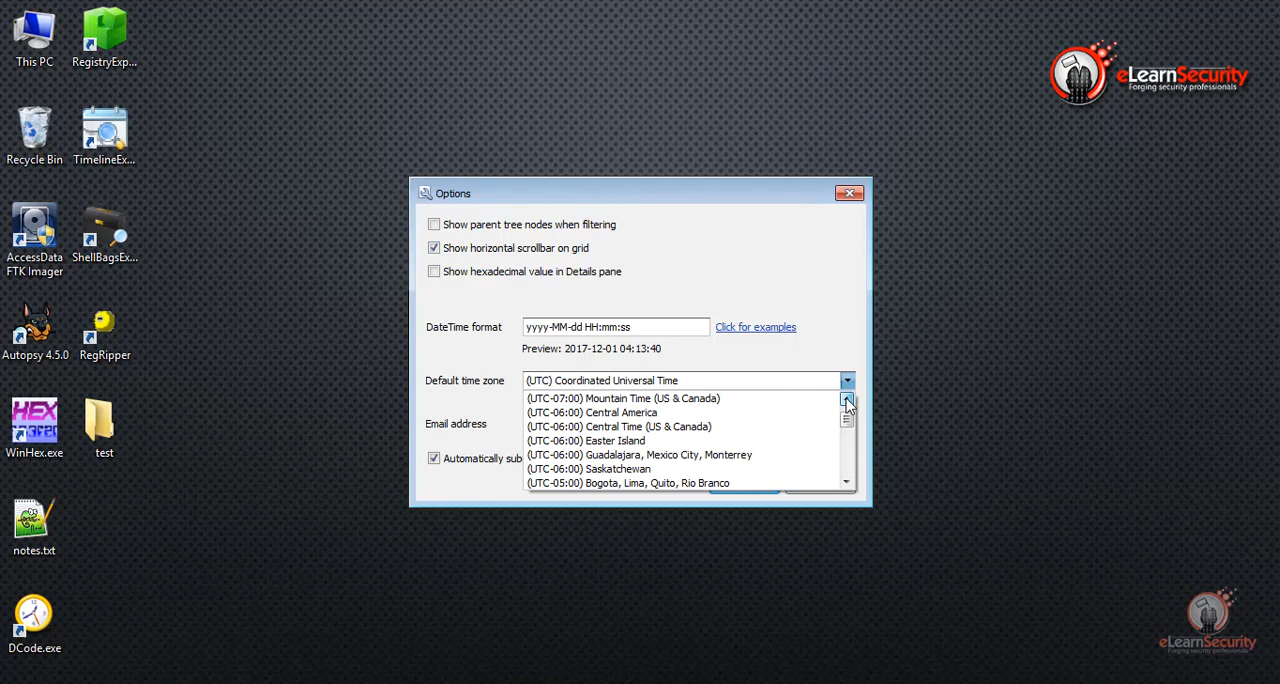 This PC
RegistryExp...
eLearnSecurity
Forging security professionals
Recycle Bin
TimelineEx...
Options
Show parent tree nodes when filtering
Show horizontal scrollbar on grid
Show hexadecimal value in Details pane
AccessData
FTK Imager
ShellBagsEx...
DateTime format
yyyy-MM-dd HH:mm:ss
Click for examples
Preview: 2017-12-01 04:13:40
Autopsy 4.5.0
RegRipper
Default time zone
(UTC) Coordinated Universal Time
(UTC-07:00) Mountain Time (US & Canada)
(UTC-06:00) Central America
(UTC-06:00) Central Time (US & Canada)
(UTC-06:00) Easter Island
(UTC-06:00) Guadalajara, Mexico City, Monterrey
(UTC-06:00) Saskatchewan
(UTC-05:00) Bogota, Lima, Quito, Rio Branco
Email address
Automatically sub
HEX
WinHex.exe
test
notes.txt
DCode.exe
eLearnSecurity
Forging security professionals